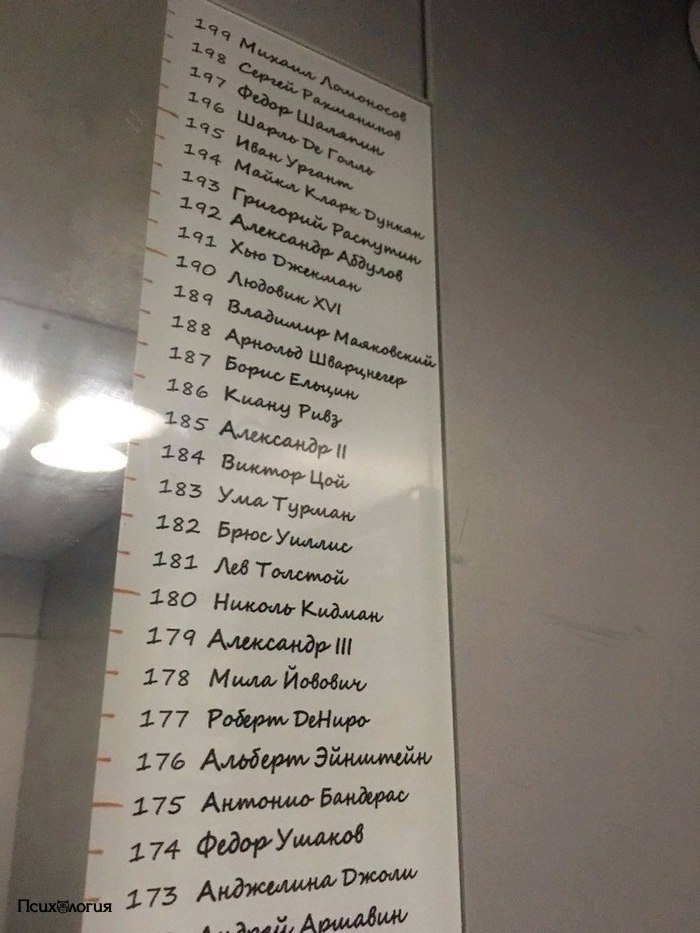 199 Михаил Ломоносов
198 Сергей Рахманинов
197 Федор Шаляпин
196 Шарль Де Голль
195 Иван Ургант
194 Майкл Кларк Дункан
193 Григорий Распутин
192 Александр Абдулов
191 Хью Джекман
190 Людовик XVI
189 Владимир Маяковский
188 Арнольд Шварцнегер
187 Борис Ельцин
186 Киану Ривз
185 Александр II
184 Виктор Цой
183 Ума Турман
182 Брюс Уиллис
181 Лев Толстой
180 Николь Кидман
179 Александр III
178 Мила Йовович
177 Роберт ДеНиро
176 Альберт Эйнштейн
175 Антонио Бандерас
174 Федор Ушаков
173 Анджелина Джоли
Андрей Аршавин
Психология